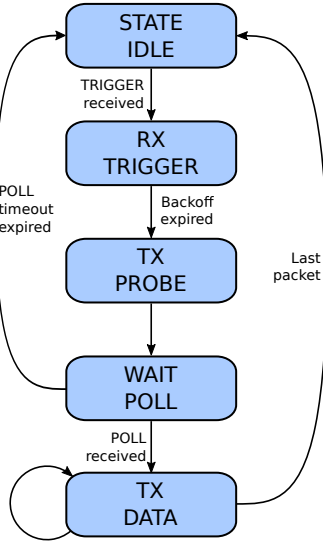 STATE
IDLE
TRIGGER
received
RX
TRIGGER
Backoff
expired
POLL
timeout
expired
TX
PROBE
Last
packet
WAIT
POLL
POLL
received
TX
DATA